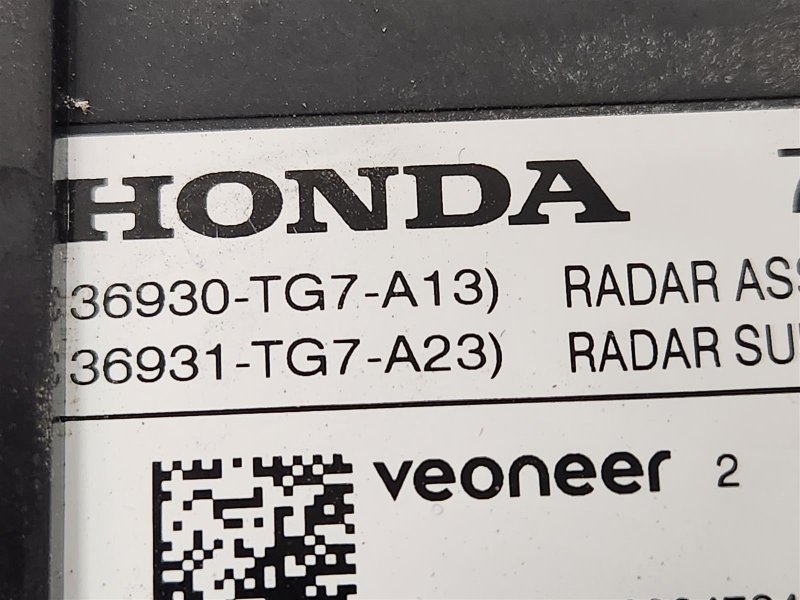 HONDA
36930-TG7-A13) RADAR ASS
36931-TG7-A23) RADAR SU
veoneer 2